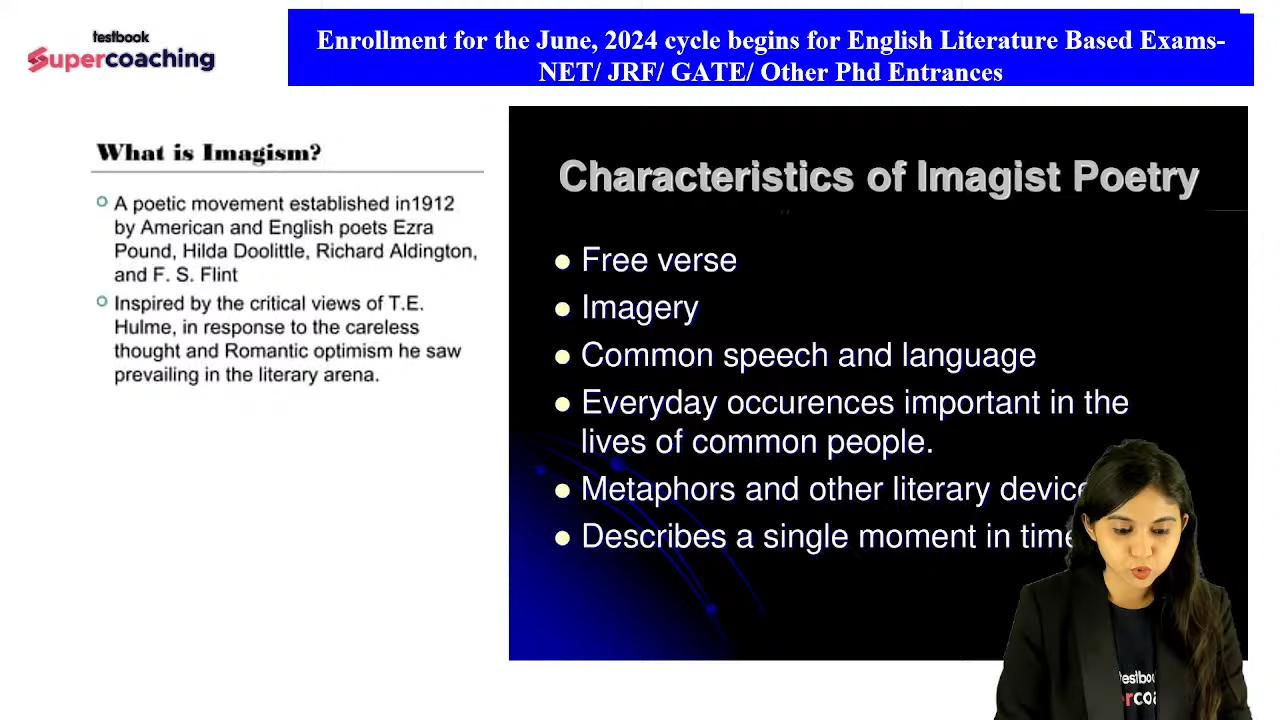 testbook
Supercoaching
Enrollment for the June, 2024 cycle begins for English Literature Based Exams-
NET/ JRF/ GATE/ Other Phd Entrances
What is Imagism?
A poetic movement established in1912
by American and English poets Ezra
Pound, Hilda Doolittle, Richard Aldington,
and F. S. Flint
Inspired by the critical views of T.E.
Hulme, in response to the careless
thought and Romantic optimism he saw
prevailing in the literary arena.
Characteristics of Imagist Poetry
Free verse
Imagery
Common speech and language
Everyday occurences important in the
lives of common people.
Metaphors and other literary device
Describes a single moment in time